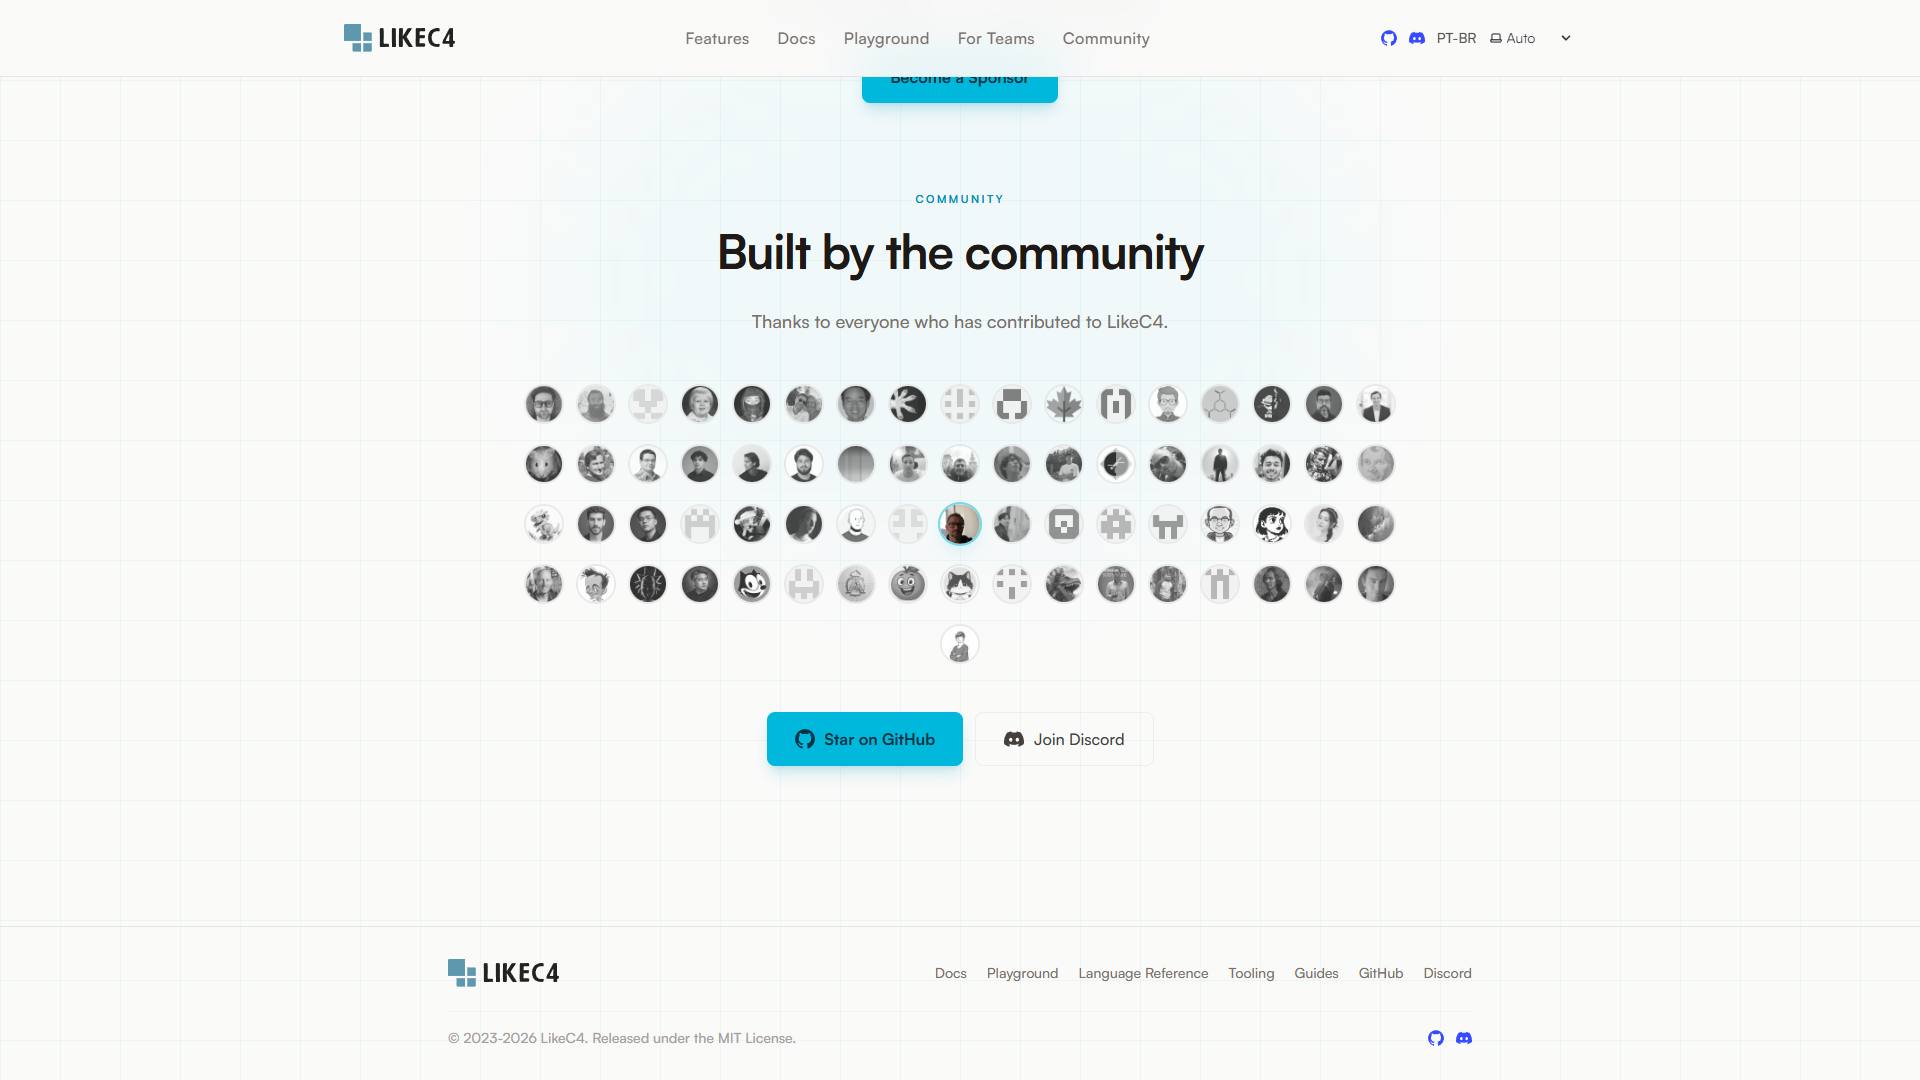 LIKEC4
Features
Docs
Playground
For Teams
Community
PT-BR
Auto
Become a Sponsor
COMMUNITY
Built by the community
Thanks to everyone who has contributed to LikeC4.
Star on GitHub
Join Discord
LIKEC4
Docs
Playground
Language Reference
Tooling
Guides
GitHub
Discord
© 2023-2026 LikeC4. Released under the MIT License.